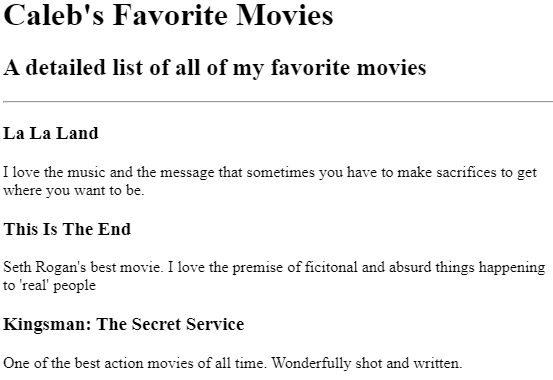 Caleb's Favorite Movies
A detailed list of all of my favorite movies
La La Land
I love the music and the message that sometimes you have to make sacrifices to get
where you want to be.
This Is The End
Seth Rogan's best movie. I love the premise of ficitonal and absurd things happening
to 'real' people
Kingsman: The Secret Service
One of the best action movies of all time. Wonderfully shot and written.